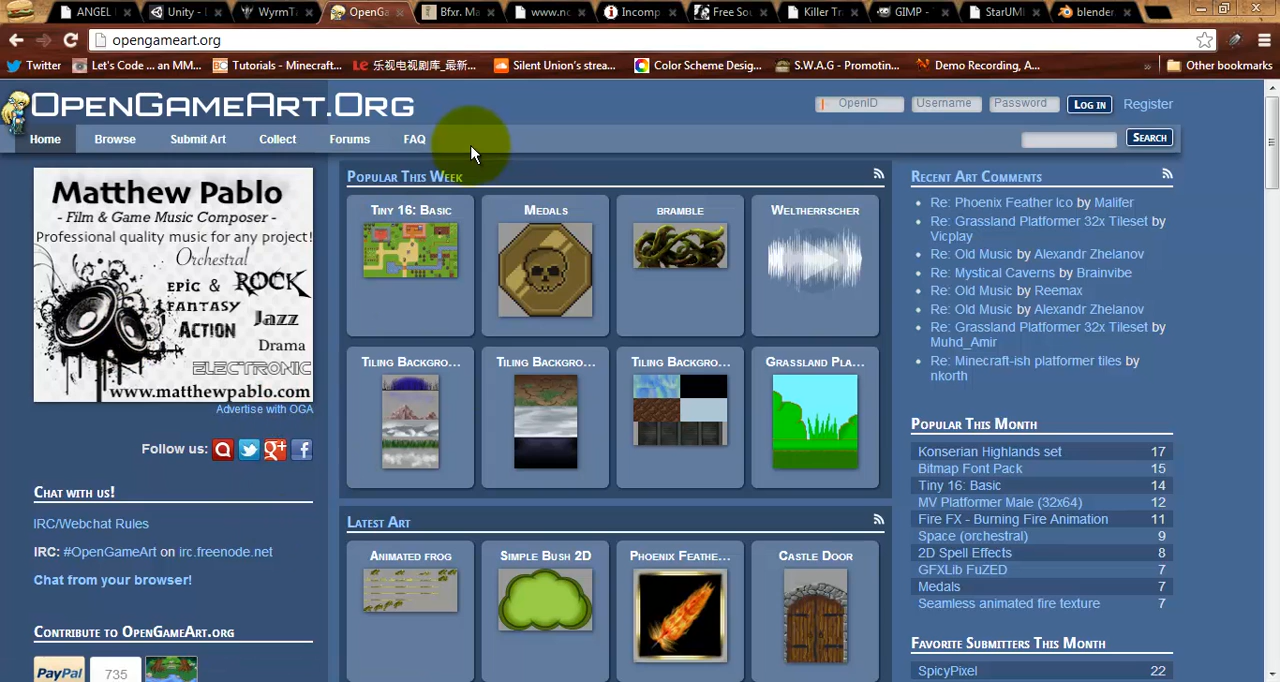 ANGEL
Unity -
WyrmT
OpenG
Bfxr. Ma
www.nc
Incomp
Free Sou
Killer Tr
GIMP -
StarUMI
blender.
opengameart.org
Twitter
Let's Code ... an MM...
Tutorials - Minecraft...
乐视电视剧库_最新...
Silent Union's strea...
Color Scheme Desig...
S.W.A.G - Promotin...
Demo Recording, A...
Other bookmarks
OpenGameArt.Org
OpenID
Username
Password
Log in
Register
Home
Browse
Submit Art
Collect
Forums
FAQ
Search
Matthew Pablo
- Film & Game Music Composer -
Professional quality music for any project!
Orchestral
EPIC &
ROCK
FANTASY
ACTION
Jazz
Drama
ELECTRONIC
www.matthewpablo.com
Advertise with OGA
Follow us:
Chat with us!
IRC/Webchat Rules
IRC: #OpenGameArt on irc.freenode.net
Chat from your browser!
Contribute to OpenGameArt.org
PayPal
735
Popular This Week
Tiny 16: Basic
Medals
bramble
Weltherrscher
Tiling Backgro...
Tiling Backgro...
Tiling Backgro...
Grassland Pla...
Latest Art
Animated frog
Simple Bush 2D
Phoenix Feathe...
Castle Door
Recent Art Comments
Re: Phoenix Feather Ico by Malifer
Re: Grassland Platformer 32x Tileset by
Vicplay
Re: Old Music by Alexandr Zhelanov
Re: Mystical Caverns by Brainvibe
Re: Old Music by Reemax
Re: Old Music by Alexandr Zhelanov
Re: Grassland Platformer 32x Tileset by
Muhd_Amir
Re: Minecraft-ish platformer tiles by
nkorth
Popular This Month
Konserian Highlands set 17
Bitmap Font Pack 15
Tiny 16: Basic 14
MV Platformer Male (32x64) 12
Fire FX - Burning Fire Animation 11
Space (orchestral) 9
2D Spell Effects 8
GFXLib FuZED 7
Medals 7
Seamless animated fire texture 7
Favorite Submitters This Month
SpicyPixel 22